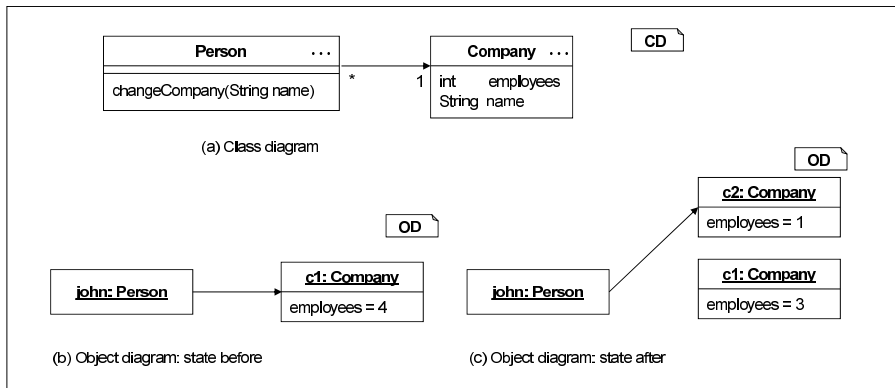 Person ...
Company ...
CD
changeCompany(String name)
* 1
int employees
String name
(a) Class diagram
OD
c2: Company
employees = 1
OD
john: Person
c1: Company
employees = 4
john: Person
c1: Company
employees = 3
(b) Object diagram: state before
(c) Object diagram: state after